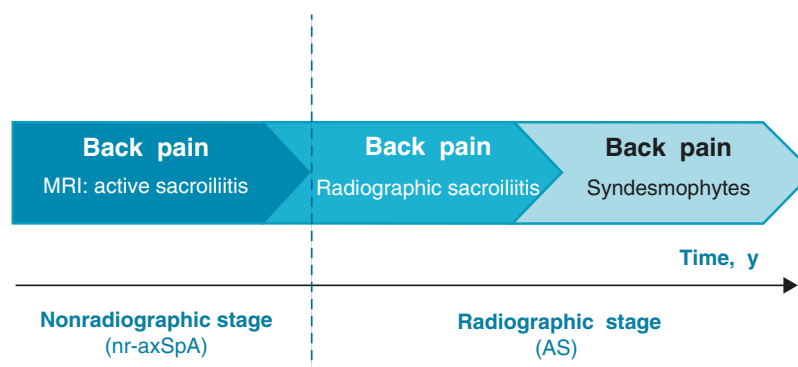 Back pain
MRI: active sacroiliitis
Back pain
Radiographic sacroiliitis
Back pain
Syndesmophytes
Time, y
Nonradiographic stage
(nr-axSpA)
Radiographic stage
(AS)